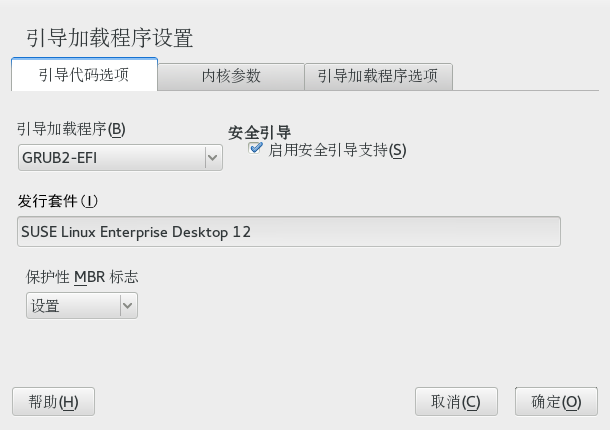 引导加载程序设置
引导代码选项 内核参数 引导加载程序选项
引导加载程序(B) 安全引导
GRUB2-EFI 启用安全引导支持(S)
发行套件(I)
SUSE Linux Enterprise Desktop 12
保护性 MBR 标志
设置
帮助(H) 取消(C) 确定(O)